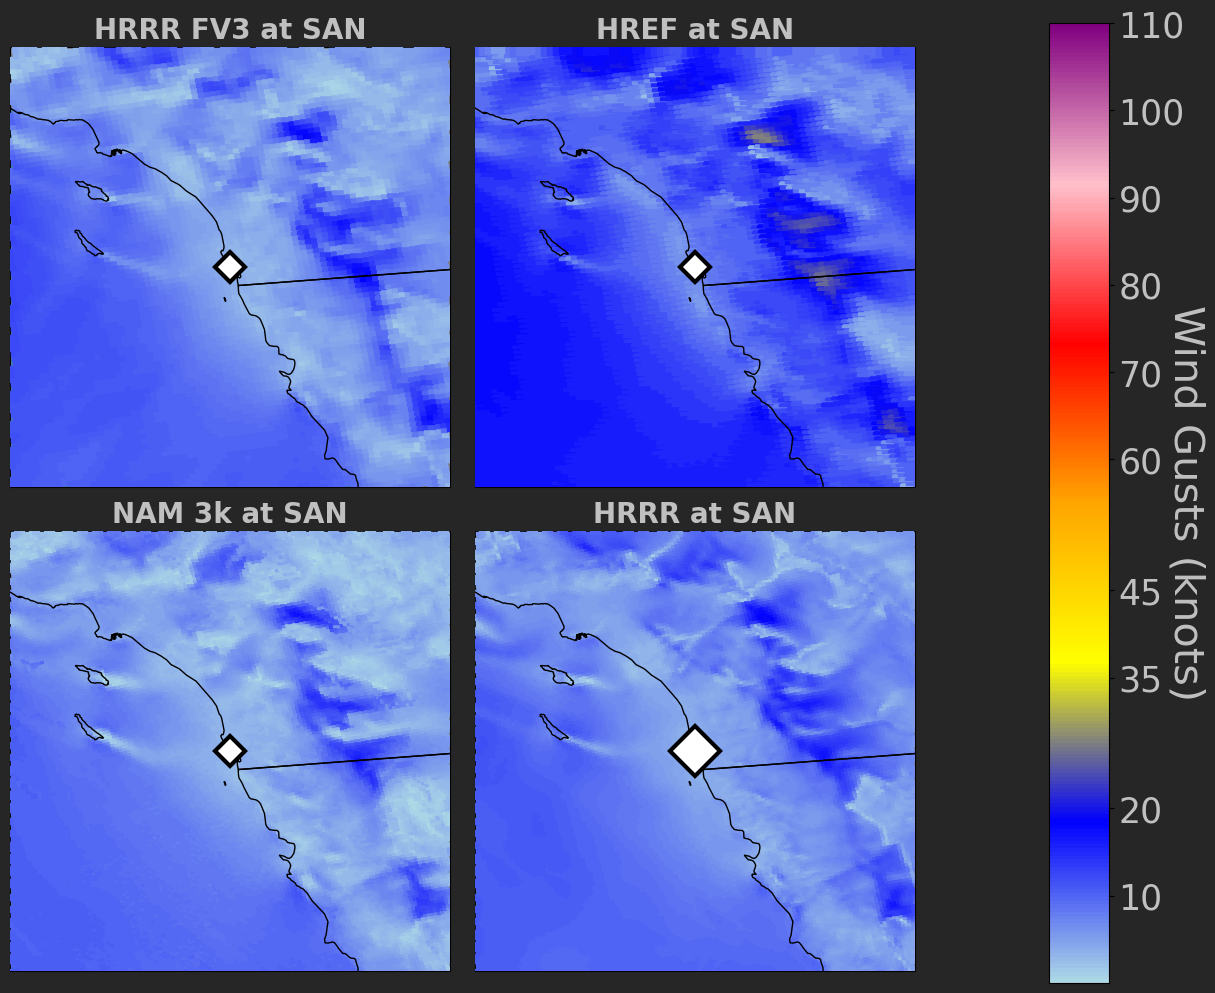 HRRR FV3 at SAN
HREF at SAN
NAM 3k at SAN
HRRR at SAN
110
100
90
80
70
60
45
35
20
10
Wind Gusts (knots)